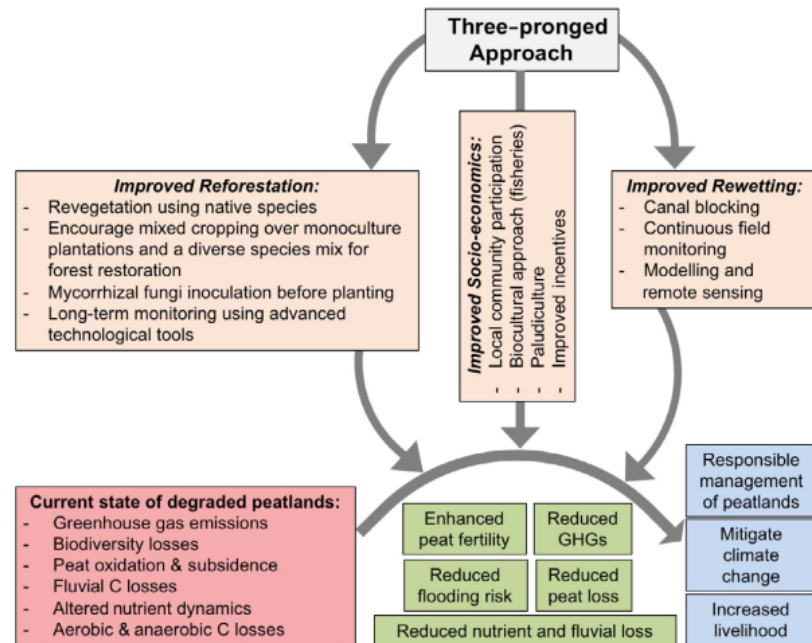 Three-pronged
Approach
Improved Reforestation:
- Revegetation using native species
- Encourage mixed cropping over monoculture
plantations and a diverse species mix for
forest restoration
- Mycorrhizal fungi inoculation before planting
- Long-term monitoring using advanced
technological tools
Improved Socio-economics:
- Local community participation
- Biocultural approach (fisheries)
- Paludiculture
- Improved incentives
Improved Rewetting:
- Canal blocking
- Continuous field
monitoring
- Modelling and
remote sensing
Current state of degraded peatlands:
- Greenhouse gas emissions
- Biodiversity losses
- Peat oxidation & subsidence
- Fluvial C losses
- Altered nutrient dynamics
- Aerobic & anaerobic C losses
Enhanced
peat fertility
Reduced
GHGs
Reduced
flooding risk
Reduced
peat loss
Reduced nutrient and fluvial loss
Responsible
management
of peatlands
Mitigate
climate
change
Increased
livelihood